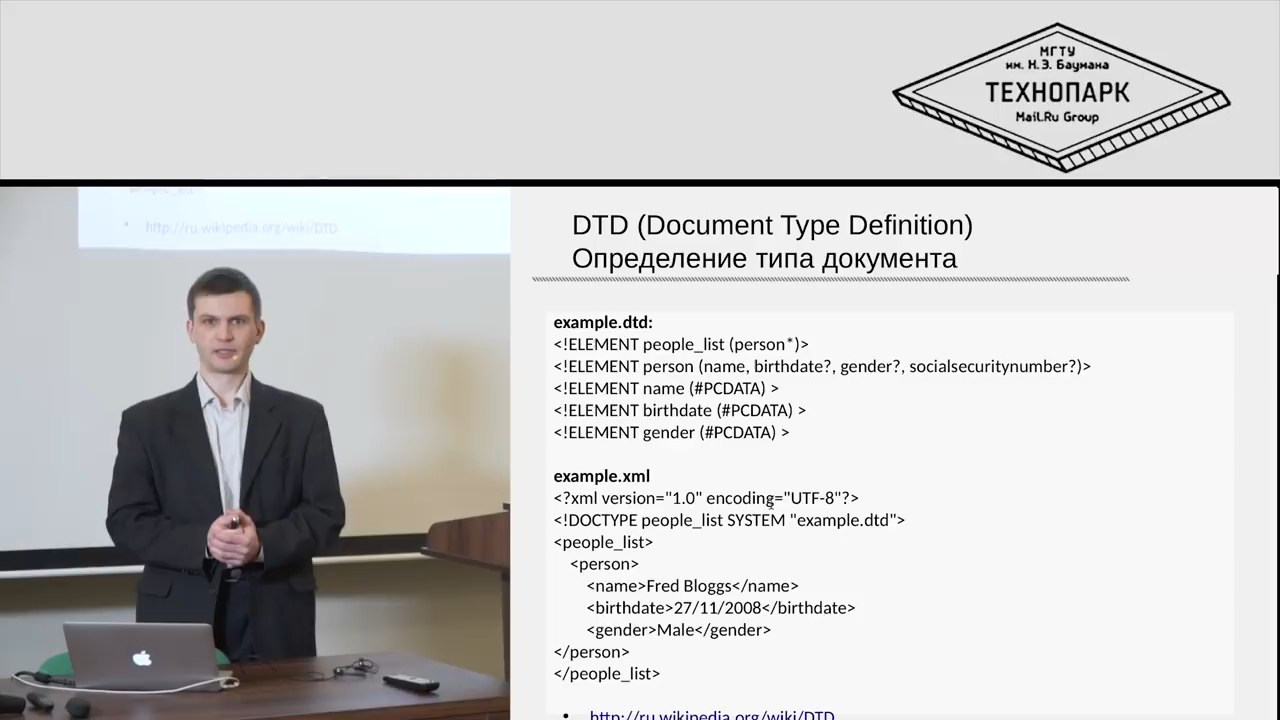 МГТУ
им. Н.Э. Баумана
ТЕХНОПАРК
Mail.Ru Group
http://ru.wikipedia.org/wiki/DTD
DTD (Document Type Definition)
Определение типа документа
example.dtd:
<!ELEMENT people_list (person*)>
<!ELEMENT person (name, birthdate?, gender?, socialsecuritynumber?)>
<!ELEMENT name (#PCDATA) >
<!ELEMENT birthdate (#PCDATA) >
<!ELEMENT gender (#PCDATA) >
example.xml
<?xml version="1.0" encoding="UTF-8"?>
<!DOCTYPE people_list SYSTEM "example.dtd">
<people_list>
<person>
<name>Fred Bloggs</name>
<birthdate>27/11/2008</birthdate>
<gender>Male</gender>
</person>
</people_list>
• http://ru.wikipedia.org/wiki/DTD